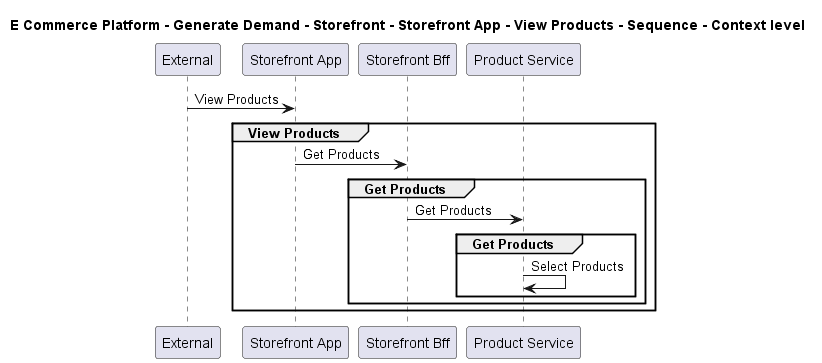 E Commerce Platform - Generate Demand - Storefront - Storefront App - View Products - Sequence - Context level
External
Storefront App
Storefront Bff
Product Service
View Products
View Products
Get Products
Get Products
Get Products
Get Products
Select Products
External
Storefront App
Storefront Bff
Product Service